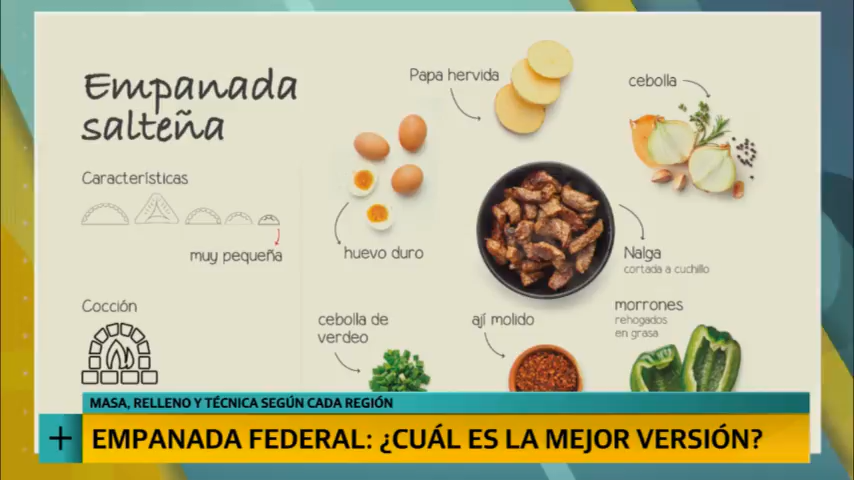 Empanada
salteña
Características
muy pequeña
Cocción
Papa hervida
cebolla
huevo duro
Nalga
cortada a cuchillo
cebolla de
verdeo
ají molido
morrones
rehogados
en grasa
MASA, RELLENO Y TÉCNICA SEGÚN CADA REGIÓN
+ EMPANADA FEDERAL: ¿CUÁL ES LA MEJOR VERSIÓN?